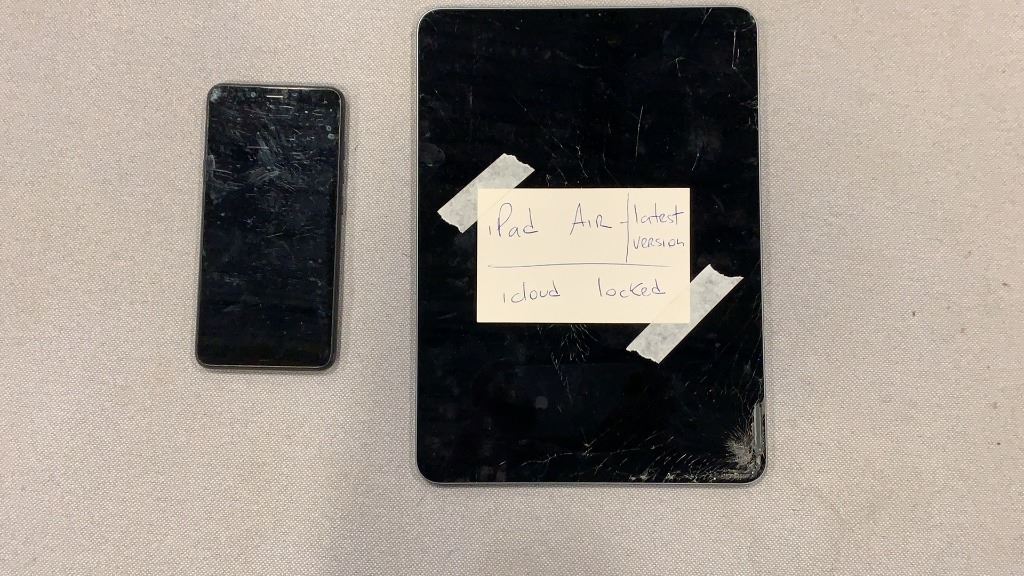 iPad AIR - latest
version
icloud locked